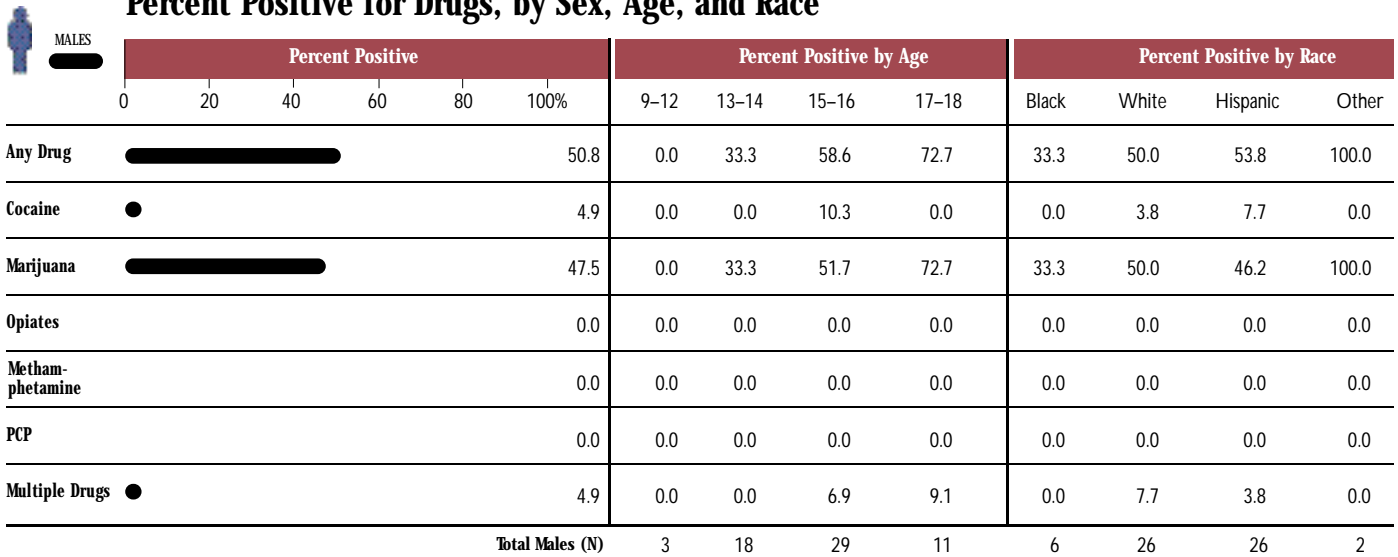 Percent Positive for Drugs, by Sex, Age, and Race
MALES
Percent Positive Percent Positive by Age Percent Positive by Race
0 20 40 60 80 100% 9–12 13–14 15–16 17–18 Black White Hispanic Other
Any Drug 50.8 0.0 33.3 58.6 72.7 33.3 50.0 53.8 100.0
Cocaine 4.9 0.0 0.0 10.3 0.0 0.0 3.8 7.7 0.0
Marijuana 47.5 0.0 33.3 51.7 72.7 33.3 50.0 46.2 100.0
Opiates 0.0 0.0 0.0 0.0 0.0 0.0 0.0 0.0 0.0
Metham-
phetamine 0.0 0.0 0.0 0.0 0.0 0.0 0.0 0.0 0.0
PCP 0.0 0.0 0.0 0.0 0.0 0.0 0.0 0.0 0.0
Multiple Drugs 4.9 0.0 0.0 6.9 9.1 0.0 7.7 3.8 0.0
Total Males (N) 3 18 29 11 6 26 26 2